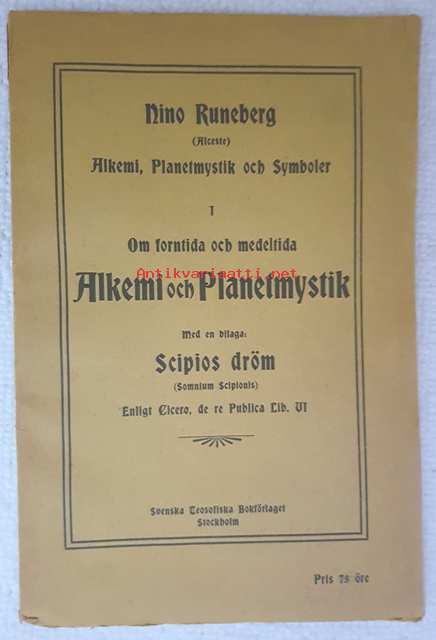 Nino Runeberg
(Alceste)
Alkemi, Planetmystik och Symboler
I
Om forntida och medeltida
Antikvariaatti.net
Alkemi och Planetmystik
Med en bilaga:
Scipios dröm
(Somnium Scipionis)
Enligt Cicero, de re Publica Lib. VI
Svenska Teosofiska Bokförlaget
Stockholm
Pris 75 öre